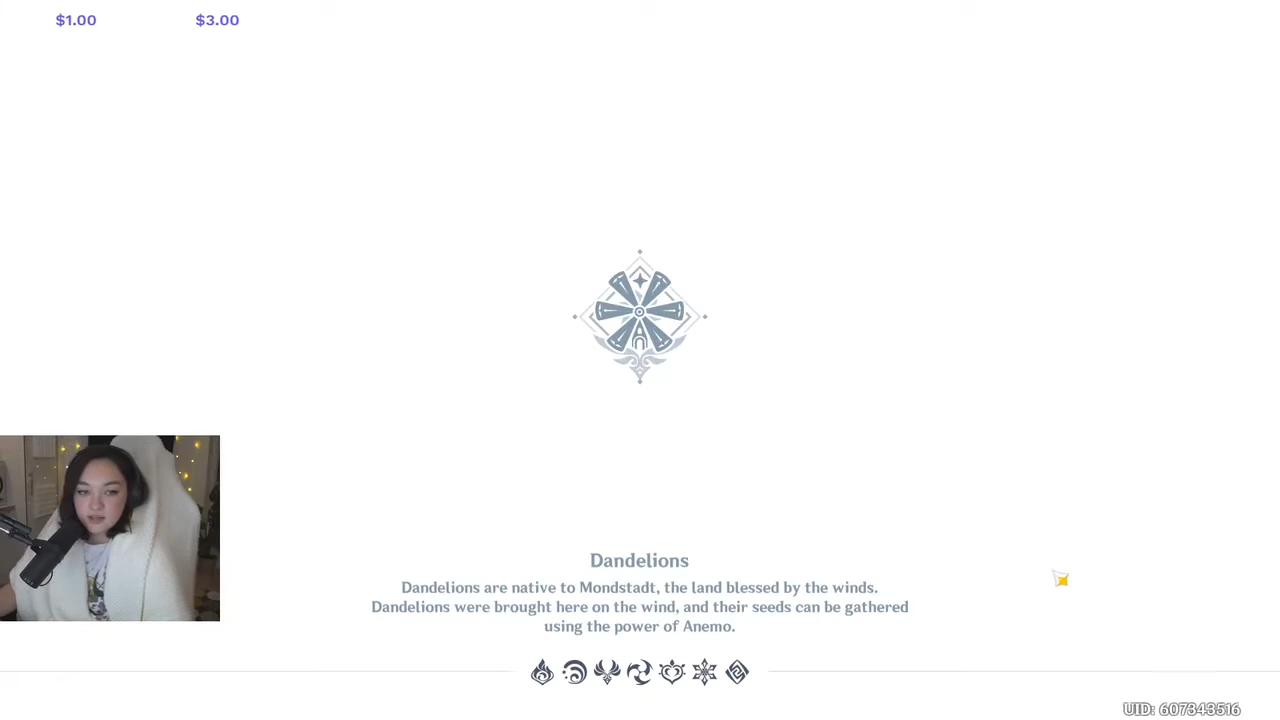 $1.00 $3.00
Dandelions
Dandelions are native to Mondstadt, the land blessed by the winds.
Dandelions were brought here on the wind, and their seeds can be gathered
using the power of Anemo.
UID: 607343516